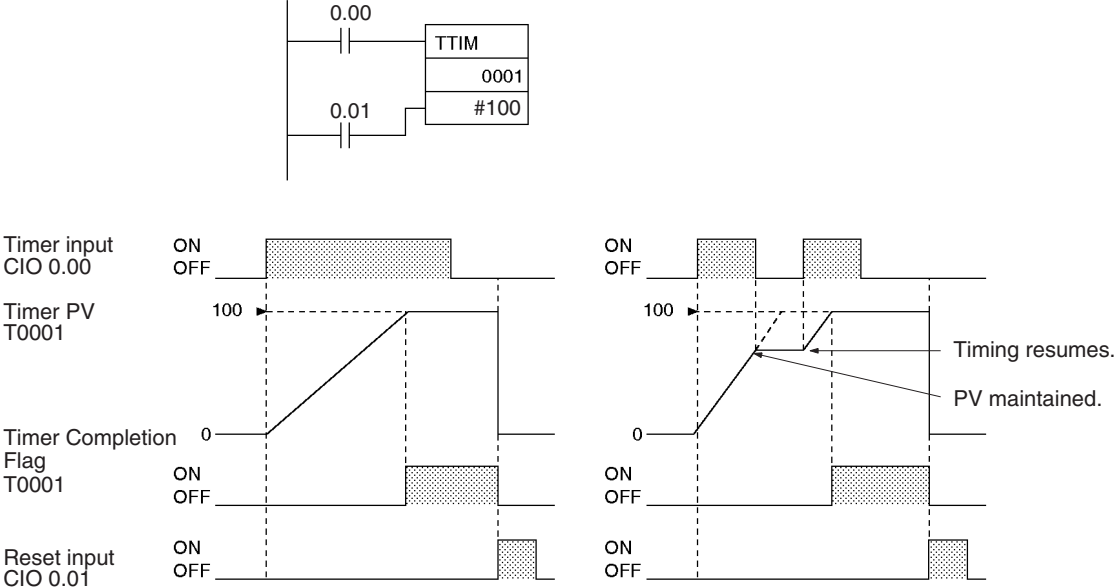 0.00
TTIM
0001
0.01
#100
Timer input
CIO 0.00
ON
OFF
ON
OFF
Timer PV
T0001
100
100
Timing resumes.
PV maintained.
0
0
Timer Completion
Flag
T0001
ON
OFF
ON
OFF
Reset input
CIO 0.01
ON
OFF
ON
OFF